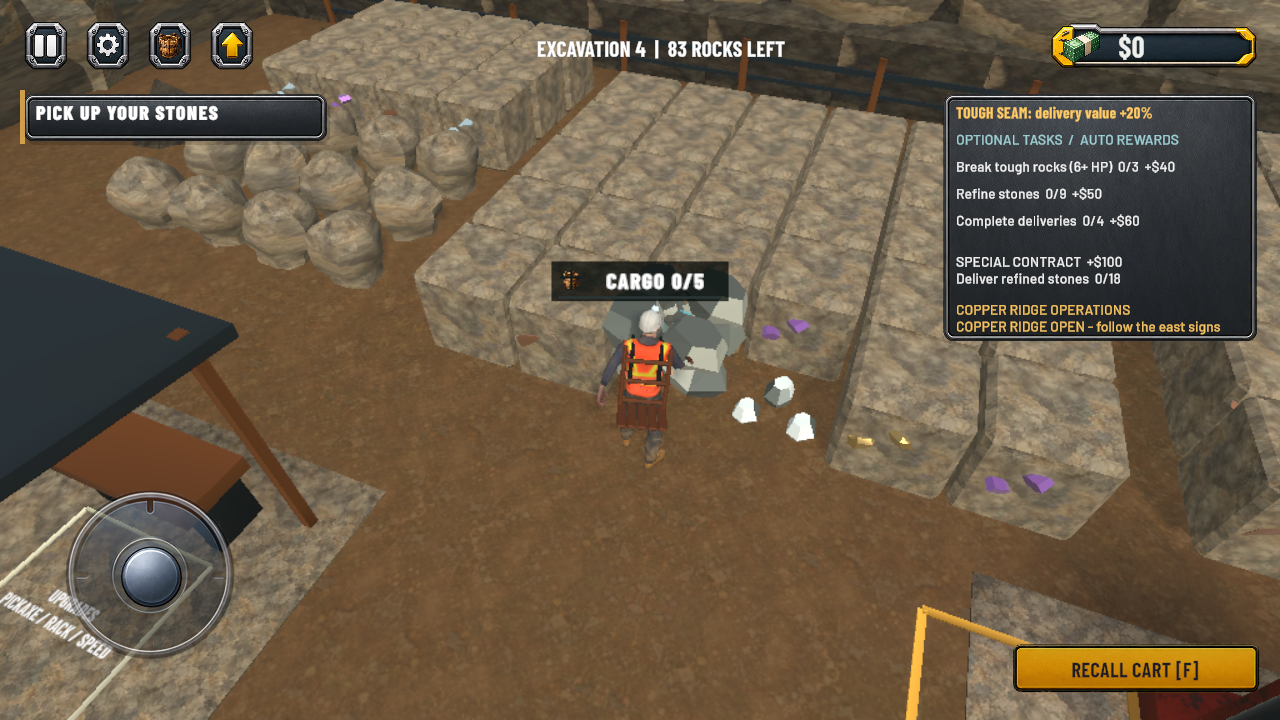 EXCAVATION 4 | 83 ROCKS LEFT
$0
PICK UP YOUR STONES
TOUGH SEAM: delivery value +20%
OPTIONAL TASKS / AUTO REWARDS
Break tough rocks (6+ HP) 0/3 +$40
Refine stones 0/9 +$50
Complete deliveries 0/4 +$60
SPECIAL CONTRACT +$100
Deliver refined stones 0/18
COPPER RIDGE OPERATIONS
COPPER RIDGE OPEN - follow the east signs
CARGO 0/5
UPGRADES
PICKAXE / RACK / SPEED
RECALL CART [F]